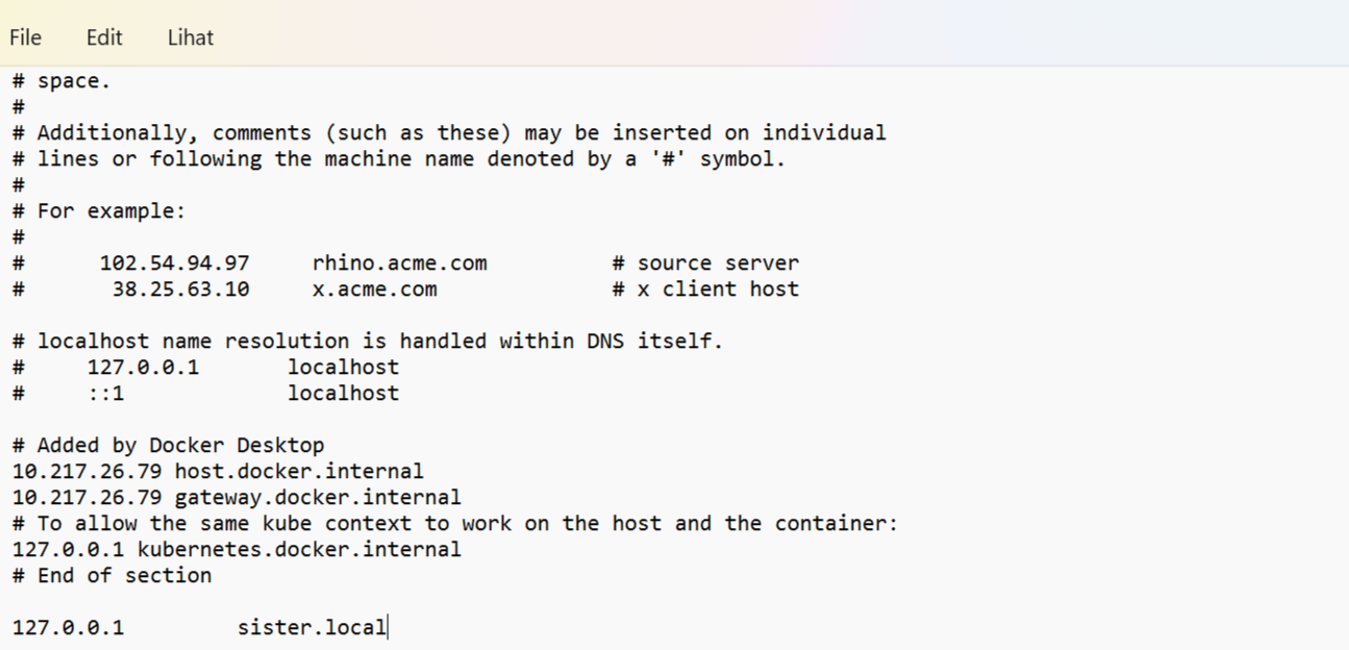 File Edit Lihat
# space.
#
# Additionally, comments (such as these) may be inserted on individual
# lines or following the machine name denoted by a '#' symbol.
#
# For example:
#
#      102.54.94.97     rhino.acme.com          # source server
#       38.25.63.10     x.acme.com              # x client host

# localhost name resolution is handled within DNS itself.
#     127.0.0.1       localhost
#     ::1             localhost

# Added by Docker Desktop
10.217.26.79 host.docker.internal
10.217.26.79 gateway.docker.internal
# To allow the same kube context to work on the host and the container:
127.0.0.1 kubernetes.docker.internal
# End of section

127.0.0.1         sister.local